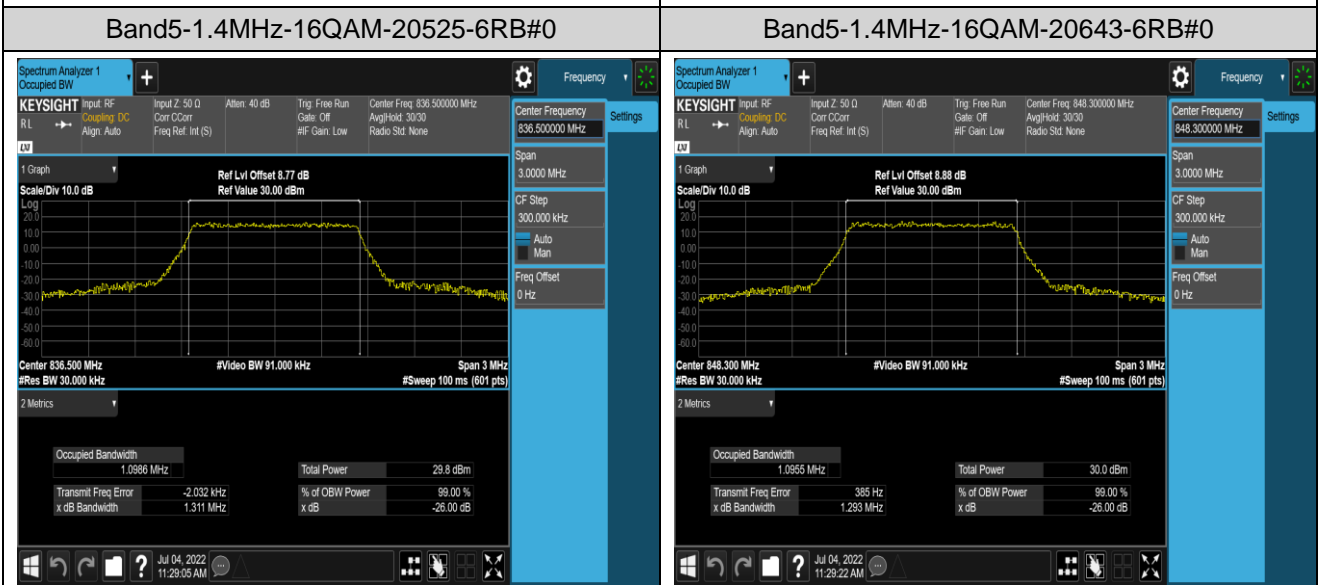 Band5-1.4MHz-16QAM-20525-6RB#0
Spectrum Analyzer 1
Occupied BW
+
Frequency
KEYSIGHT
Input: RF
Input Z: 50 Ω
Atten: 40 dB
Trig: Free Run
Center Freq: 836.500000 MHz
RL
Coupling: DC
Corr CCorr
Gate: Off
Avg|Hold: 30/30
Align: Auto
Freq Ref: Int (S)
#IF Gain: Low
Radio Std: None
LXI
Center Frequency
836.500000 MHz
Settings
Span
3.0000 MHz
CF Step
300.000 kHz
Auto
Man
Freq Offset
0 Hz
1 Graph
Ref Lvl Offset 8.77 dB
Scale/Div 10.0 dB
Ref Value 30.00 dBm
Log
20.0
10.0
0.00
-10.0
-20.0
-30.0
-40.0
-50.0
-60.0
Center 836.500 MHz
#Video BW 91.000 kHz
Span 3 MHz
#Res BW 30.000 kHz
#Sweep 100 ms (601 pts)
2 Metrics
Occupied Bandwidth
1.0986 MHz
Total Power 29.8 dBm
Transmit Freq Error -2.032 kHz
% of OBW Power 99.00 %
x dB Bandwidth 1.311 MHz
x dB -26.00 dB
?
Jul 04, 2022
11:29:05 AM
Band5-1.4MHz-16QAM-20643-6RB#0
Spectrum Analyzer 1
Occupied BW
+
Frequency
KEYSIGHT
Input: RF
Input Z: 50 Ω
Atten: 40 dB
Trig: Free Run
Center Freq: 848.300000 MHz
RL
Coupling: DC
Corr CCorr
Gate: Off
Avg|Hold: 30/30
Align: Auto
Freq Ref: Int (S)
#IF Gain: Low
Radio Std: None
LXI
Center Frequency
848.300000 MHz
Settings
Span
3.0000 MHz
CF Step
300.000 kHz
Auto
Man
Freq Offset
0 Hz
1 Graph
Ref Lvl Offset 8.88 dB
Scale/Div 10.0 dB
Ref Value 30.00 dBm
Log
20.0
10.0
0.00
-10.0
-20.0
-30.0
-40.0
-50.0
-60.0
Center 848.300 MHz
#Video BW 91.000 kHz
Span 3 MHz
#Res BW 30.000 kHz
#Sweep 100 ms (601 pts)
2 Metrics
Occupied Bandwidth
1.0955 MHz
Total Power 30.0 dBm
Transmit Freq Error 385 Hz
% of OBW Power 99.00 %
x dB Bandwidth 1.293 MHz
x dB -26.00 dB
?
Jul 04, 2022
11:29:22 AM